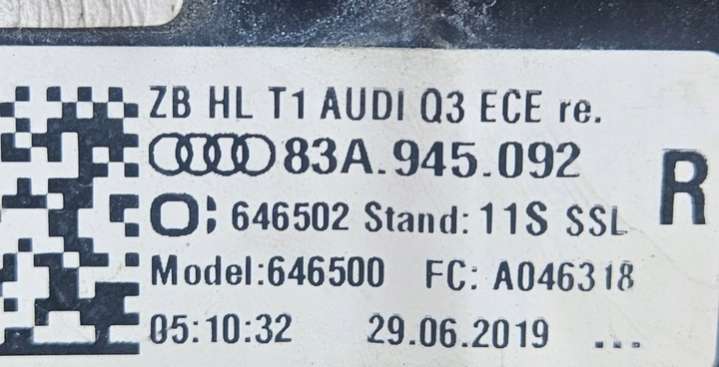 ZB HL T1 AUDI Q3 ECE re.
83A.945.092
R
646502 Stand: 11S SSL
Model:646500 FC: A046318
05:10:32 29.06.2019 ...